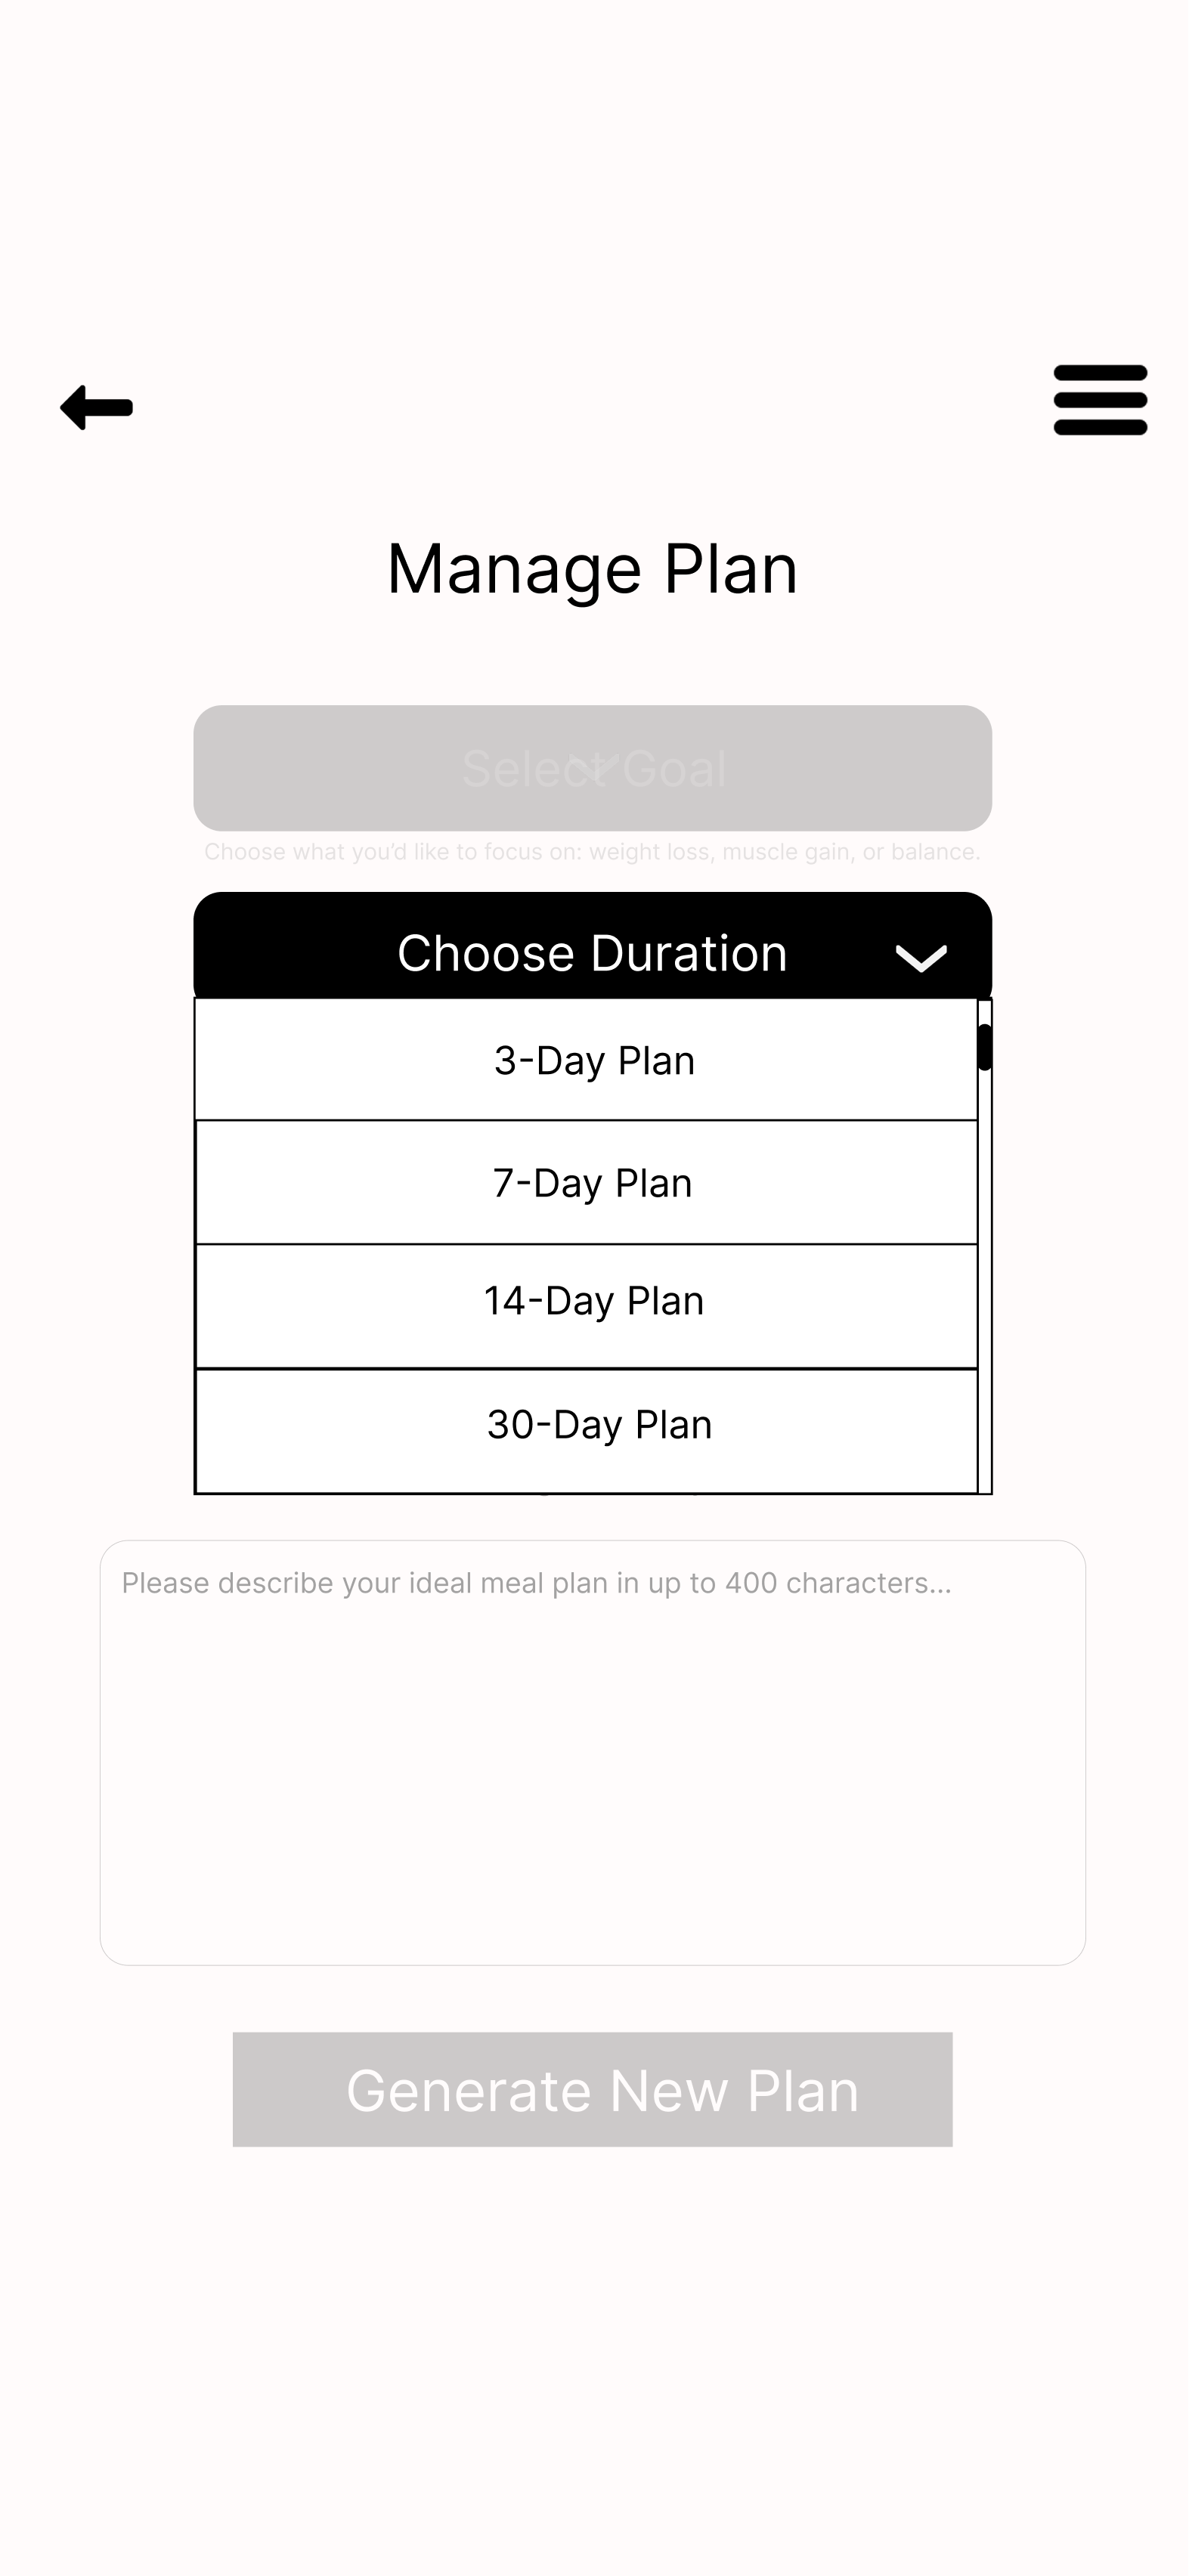 Manage Plan
Select Goal
Choose what you’d like to focus on: weight loss, muscle gain, or balance.
Choose Duration
3-Day Plan
7-Day Plan
14-Day Plan
30-Day Plan
Please describe your ideal meal plan in up to 400 characters...
Generate New Plan